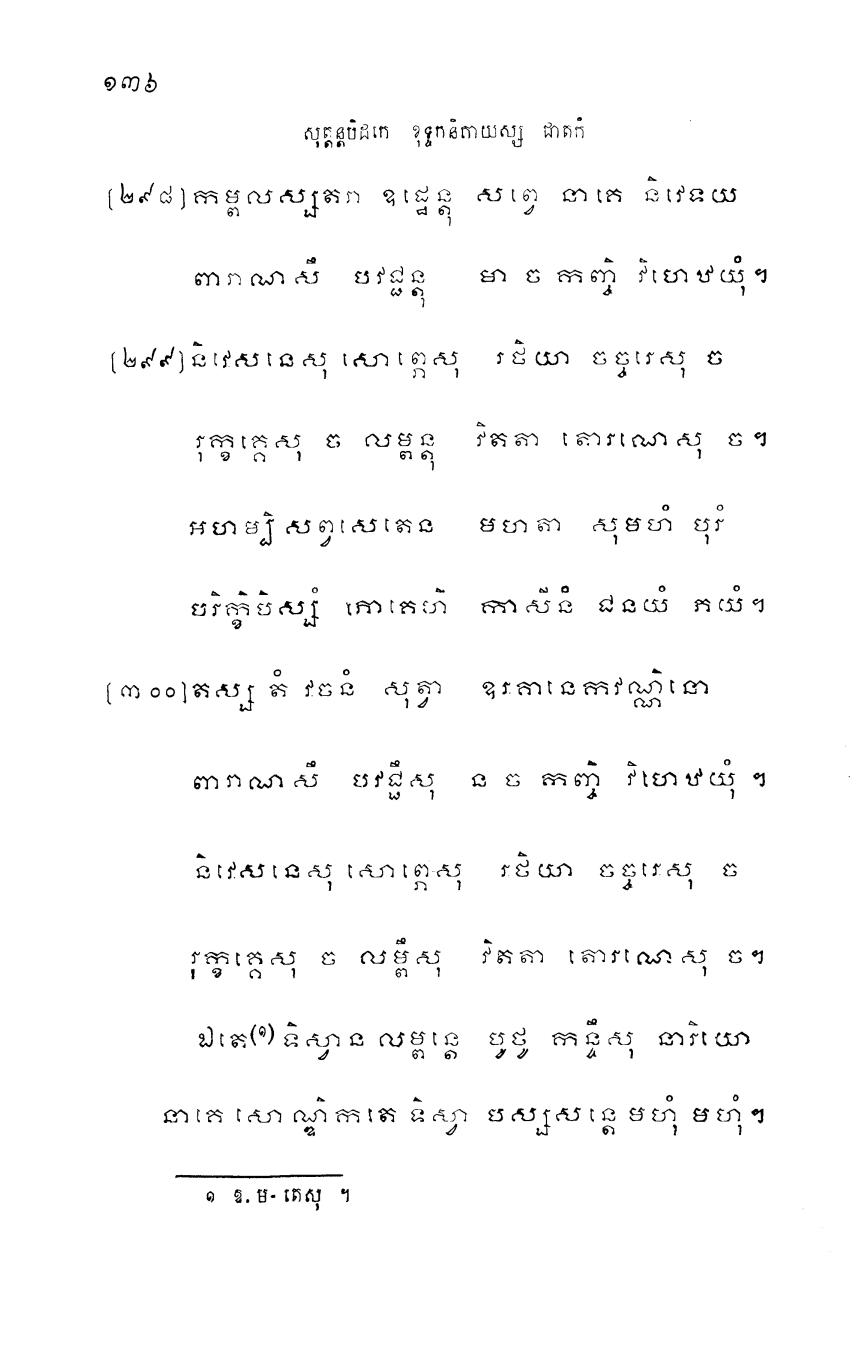 ១៣៦
សុត្តន្តបិដកេ ខុទ្ទកនិកាយស្ស ជាតកំ
[២៩៨] កម្ពលស្សតរា ឧដ្ឋេន្តុ សព្វេ នាគេ និវេទយ
ពារាណសឹ បវជ្ជន្តុ មា ច កញ្ចិ វិហេឋយុំ។
[២៩៩] និវេសនេសុ សោព្ភេសុ រថិយា ចច្ចរេសុ ច
រុក្ខគ្គេសុ ច លម្ពន្តុ វិតតា តោរណេសុ ច។
អហម្បិ សព្វសេតេន មហតា សុមហំ បុរំ
បរិក្ខិបិស្សំ ភោគេហិ កាសីនំ ជនយំ ភយំ។
[៣០០] តស្ស តំ វចនំ សុត្វា ឧរគានេកវណ្ណិនោ
ពារាណសឹ បវជ្ជឹសុ ន ច កញ្ចិ វិហេឋយុំ ។
និវេសនេសុ សោព្ភេសុ រថិយា ចច្ចរេសុ ច
រុក្ខគ្គេសុ ច លម្ពឹសុ វិតតា តោរណេសុ ច។
ឯតេ(១) ទិស្វាន លម្ពន្តេ បុថូ កន្ទឹសុ នារិយោ
នាគេ សោណ្ឌិកតេ ទិស្វា បស្សសន្តេ មហុំ មហុំ។
១ ឱ. ម- តេសុ ។